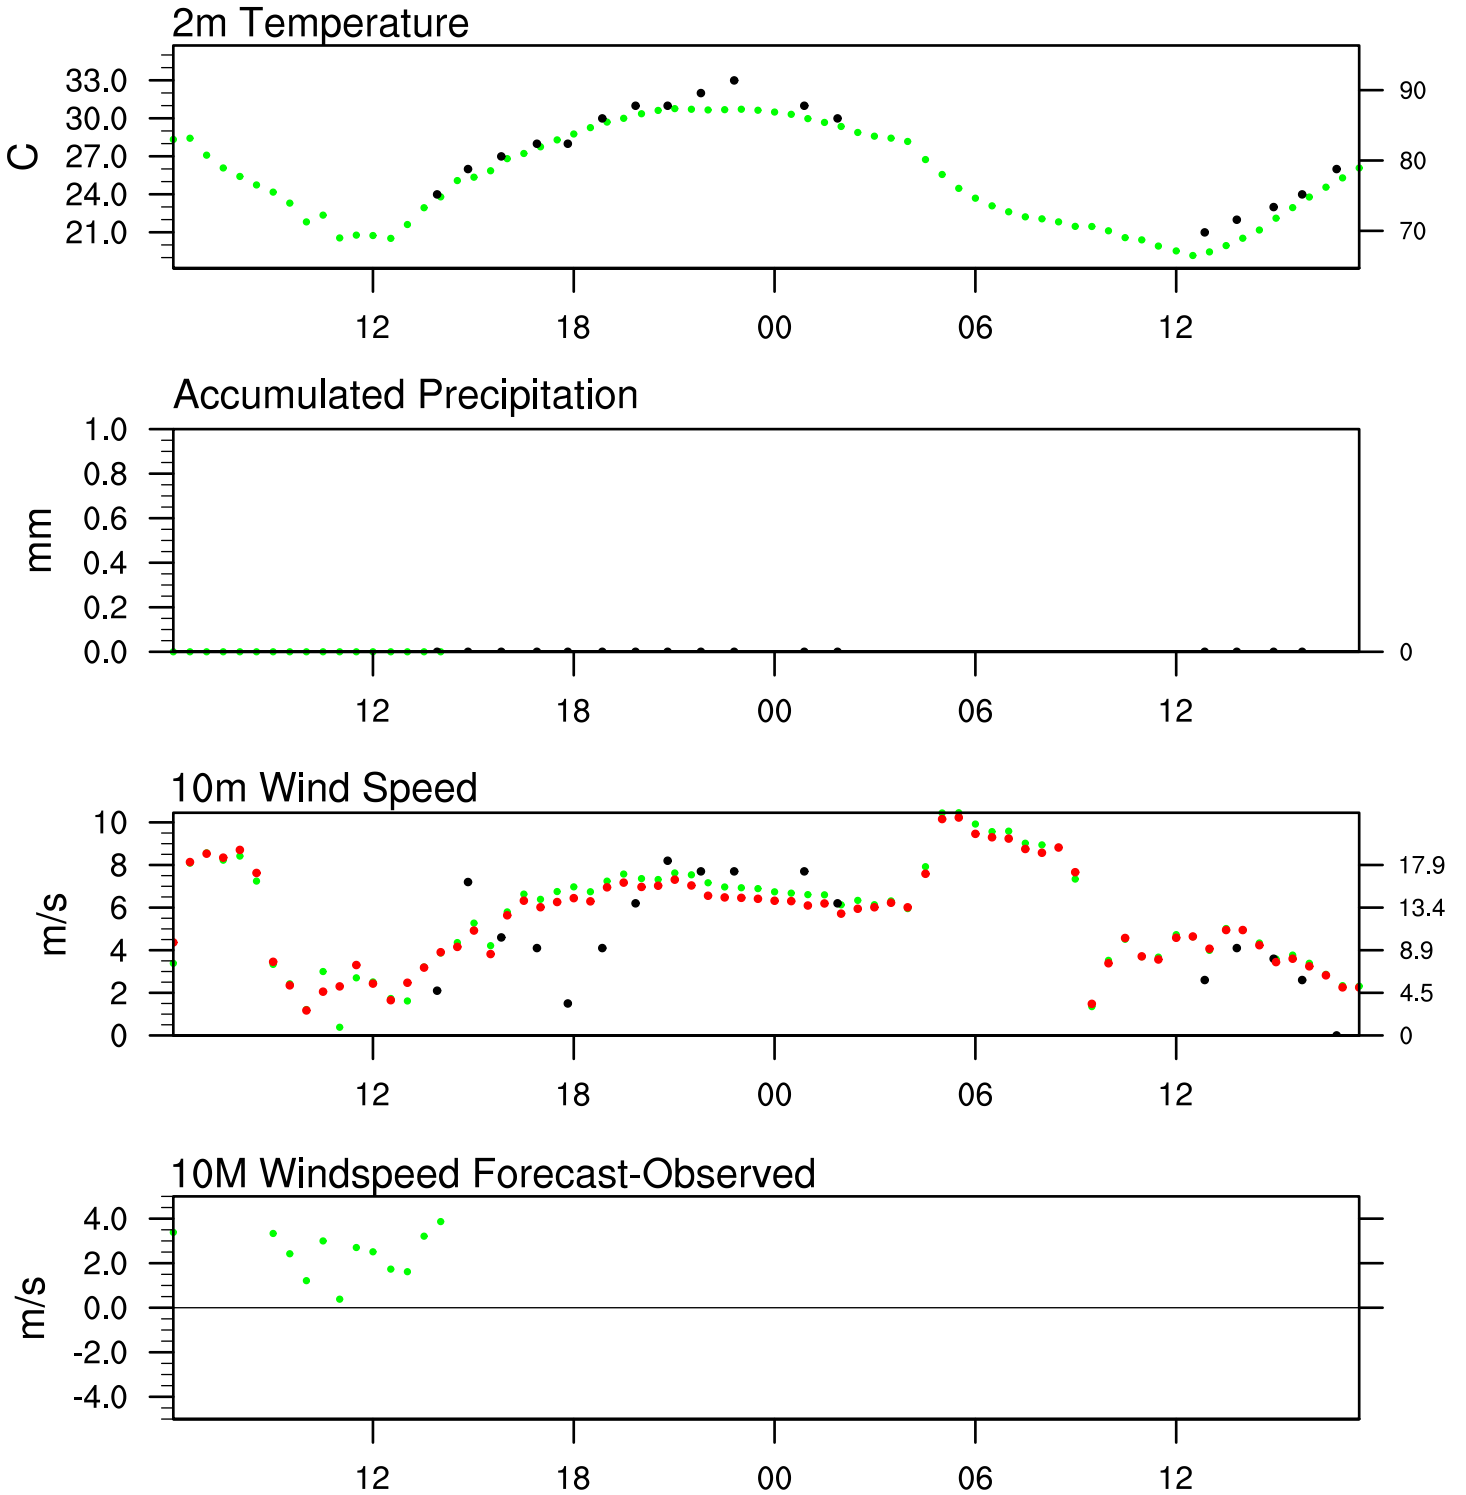 2m Temperature
33.0
30.0
27.0
24.0
21.0
C
90
80
70
12 18 00 06 12
Accumulated Precipitation
1.0
0.8
0.6
0.4
0.2
0.0
mm
0
12 18 00 06 12
10m Wind Speed
10
8
6
4
2
0
m/s
17.9
13.4
8.9
4.5
0
12 18 00 06 12
10M Windspeed Forecast-Observed
4.0
2.0
0.0
-2.0
-4.0
m/s
12 18 00 06 12